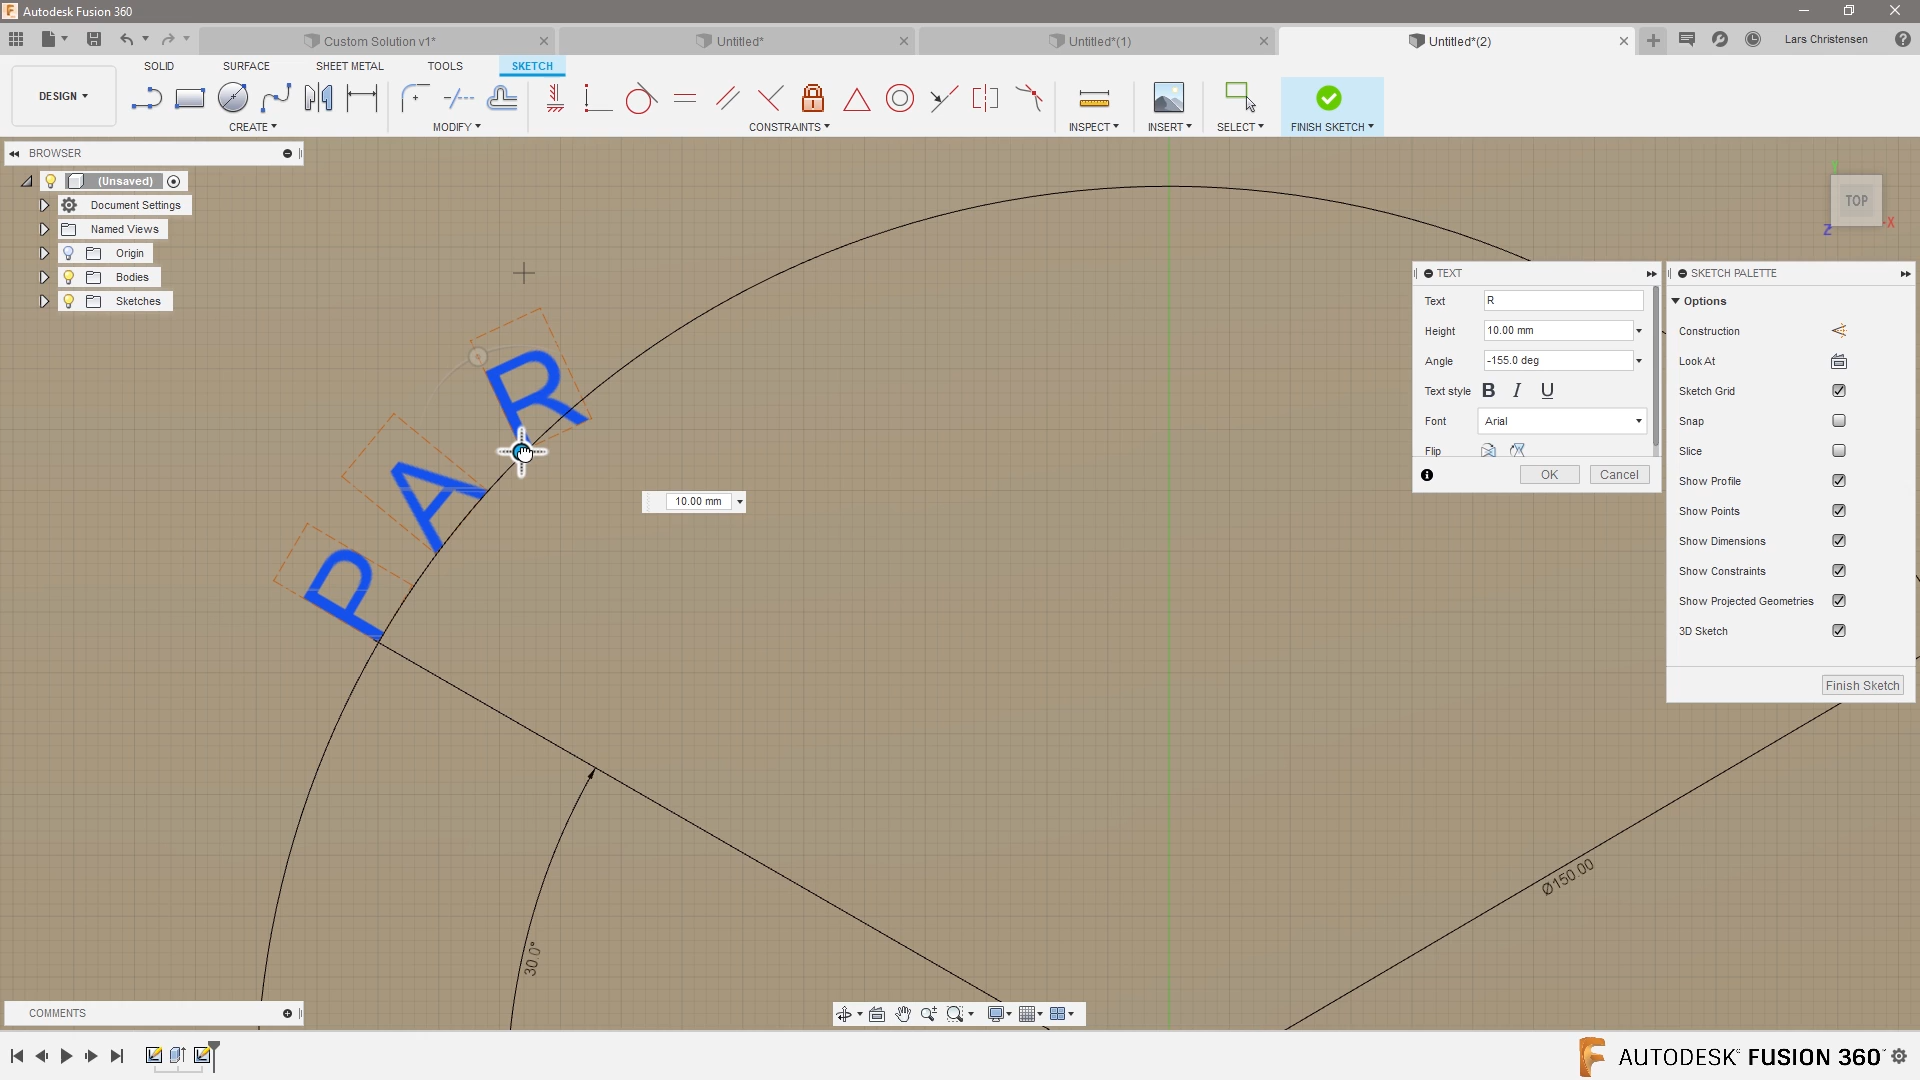 Autodesk Fusion 360
Custom Solution v1*
Untitled*
Untitled*(1)
Untitled*(2)
Lars Christensen
SOLID
SURFACE
SHEET METAL
TOOLS
SKETCH
DESIGN
CREATE
MODIFY
CONSTRAINTS
INSPECT
INSERT
SELECT
FINISH SKETCH
BROWSER
(Unsaved)
Document Settings
Named Views
Origin
Bodies
Sketches
TOP
X
Z
TEXT
Text R
Height 10.00 mm
Angle -155.0 deg
Text style B I U
Font Arial
Flip
OK Cancel
SKETCH PALETTE
Options
Construction
Look At
Sketch Grid
Snap
Slice
Show Profile
Show Points
Show Dimensions
Show Constraints
Show Projected Geometries
3D Sketch
Finish Sketch
P A R
10.00 mm
Ø150.00
30.0°
COMMENTS
AUTODESK FUSION 360